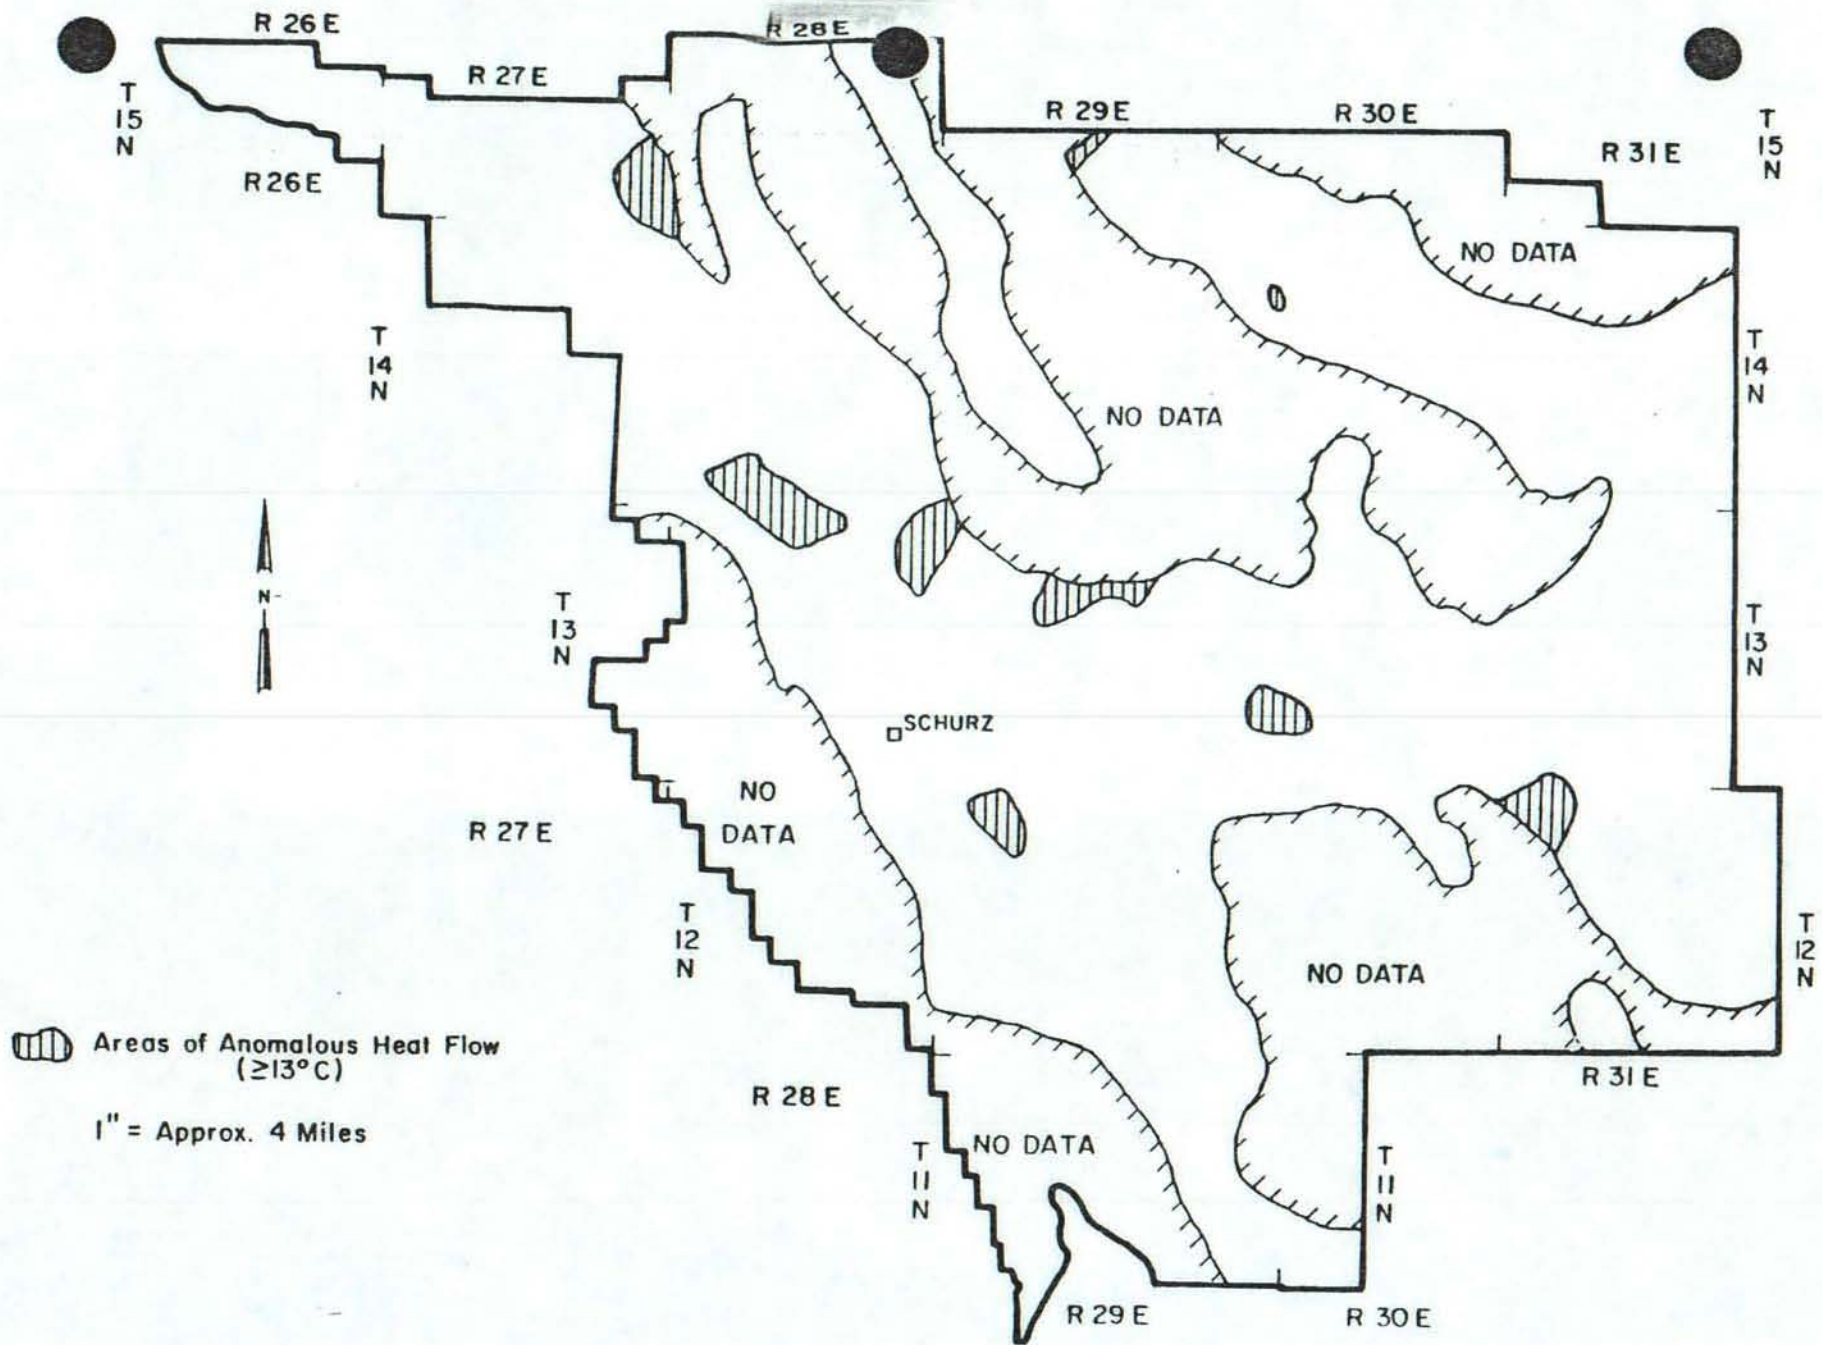 R 26 E
R 28 E
R 27 E
T
15
N
R 29 E
R 30 E
T
15
N
R 31 E
R 26 E
NO DATA
T
14
N
T
14
N
NO DATA
N
T
13
N
T
13
N
SCHURZ
NO
DATA
R 27 E
T
12
N
T
12
N
NO DATA
Areas of Anomalous Heat Flow
(≥13°C)
R 31 E
R 28 E
1" = Approx. 4 Miles
NO DATA
T
11
N
T
11
N
R 29 E
R 30 E